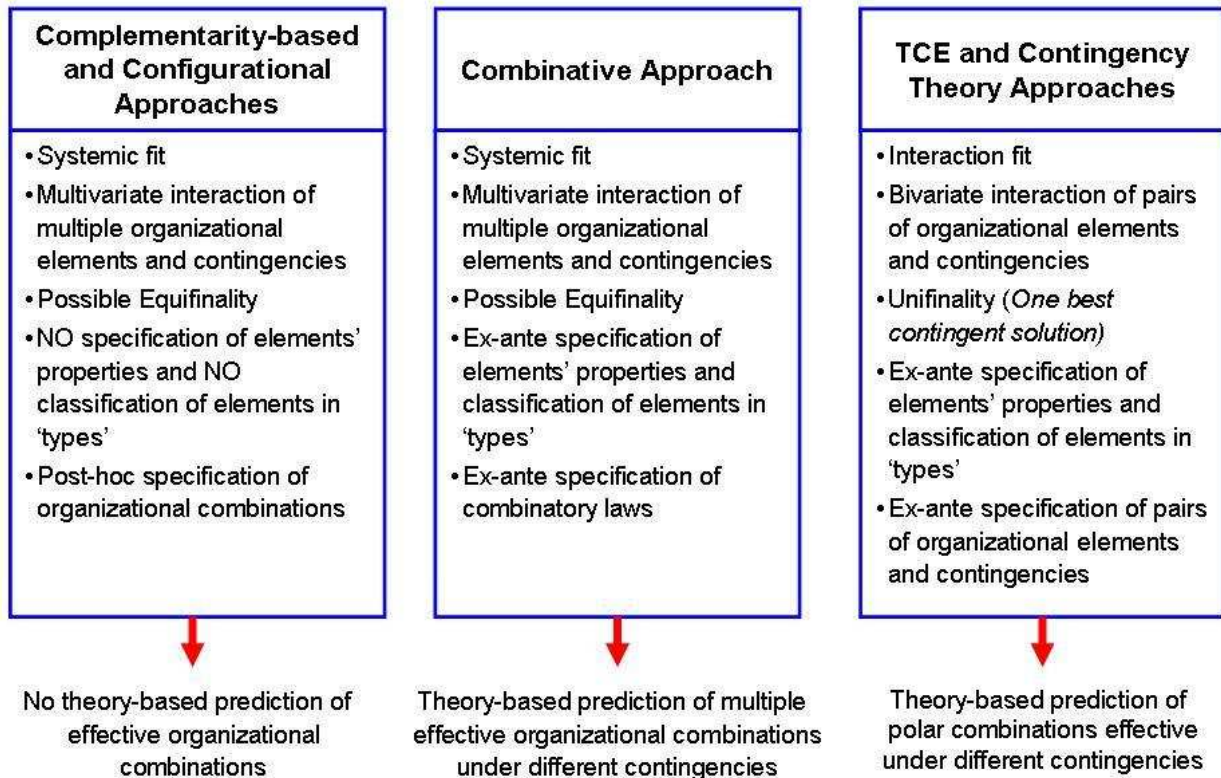 Complementarity-based
and Configurational
Approaches
• Systemic fit
• Multivariate interaction of
multiple organizational
elements and contingencies
• Possible Equifinality
• NO specification of elements’
properties and NO
classification of elements in
‘types’
• Post-hoc specification of
organizational combinations
No theory-based prediction of
effective organizational
combinations
Combinative Approach
• Systemic fit
• Multivariate interaction of
multiple organizational
elements and contingencies
• Possible Equifinality
• Ex-ante specification of
elements’ properties and
classification of elements in
‘types’
• Ex-ante specification of
combinatory laws
Theory-based prediction of multiple
effective organizational combinations
under different contingencies
TCE and Contingency
Theory Approaches
• Interaction fit
• Bivariate interaction of pairs
of organizational elements
and contingencies
• Unifinality (One best
contingent solution)
• Ex-ante specification of
elements’ properties and
classification of elements in
‘types’
• Ex-ante specification of pairs
of organizational elements
and contingencies
Theory-based prediction of
polar combinations effective
under different contingencies